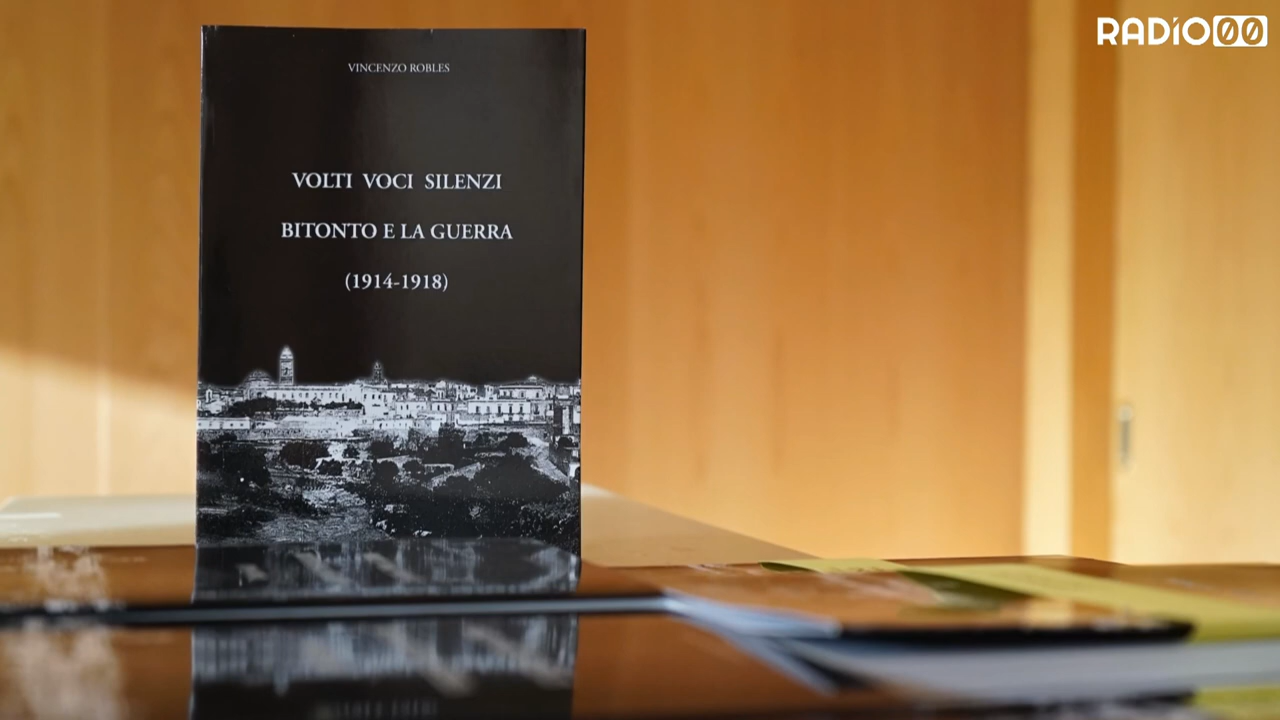 RADIO00
VINCENZO ROBLES
VOLTI VOCI SILENZI
BITONTO E LA GUERRA
(1914-1918)